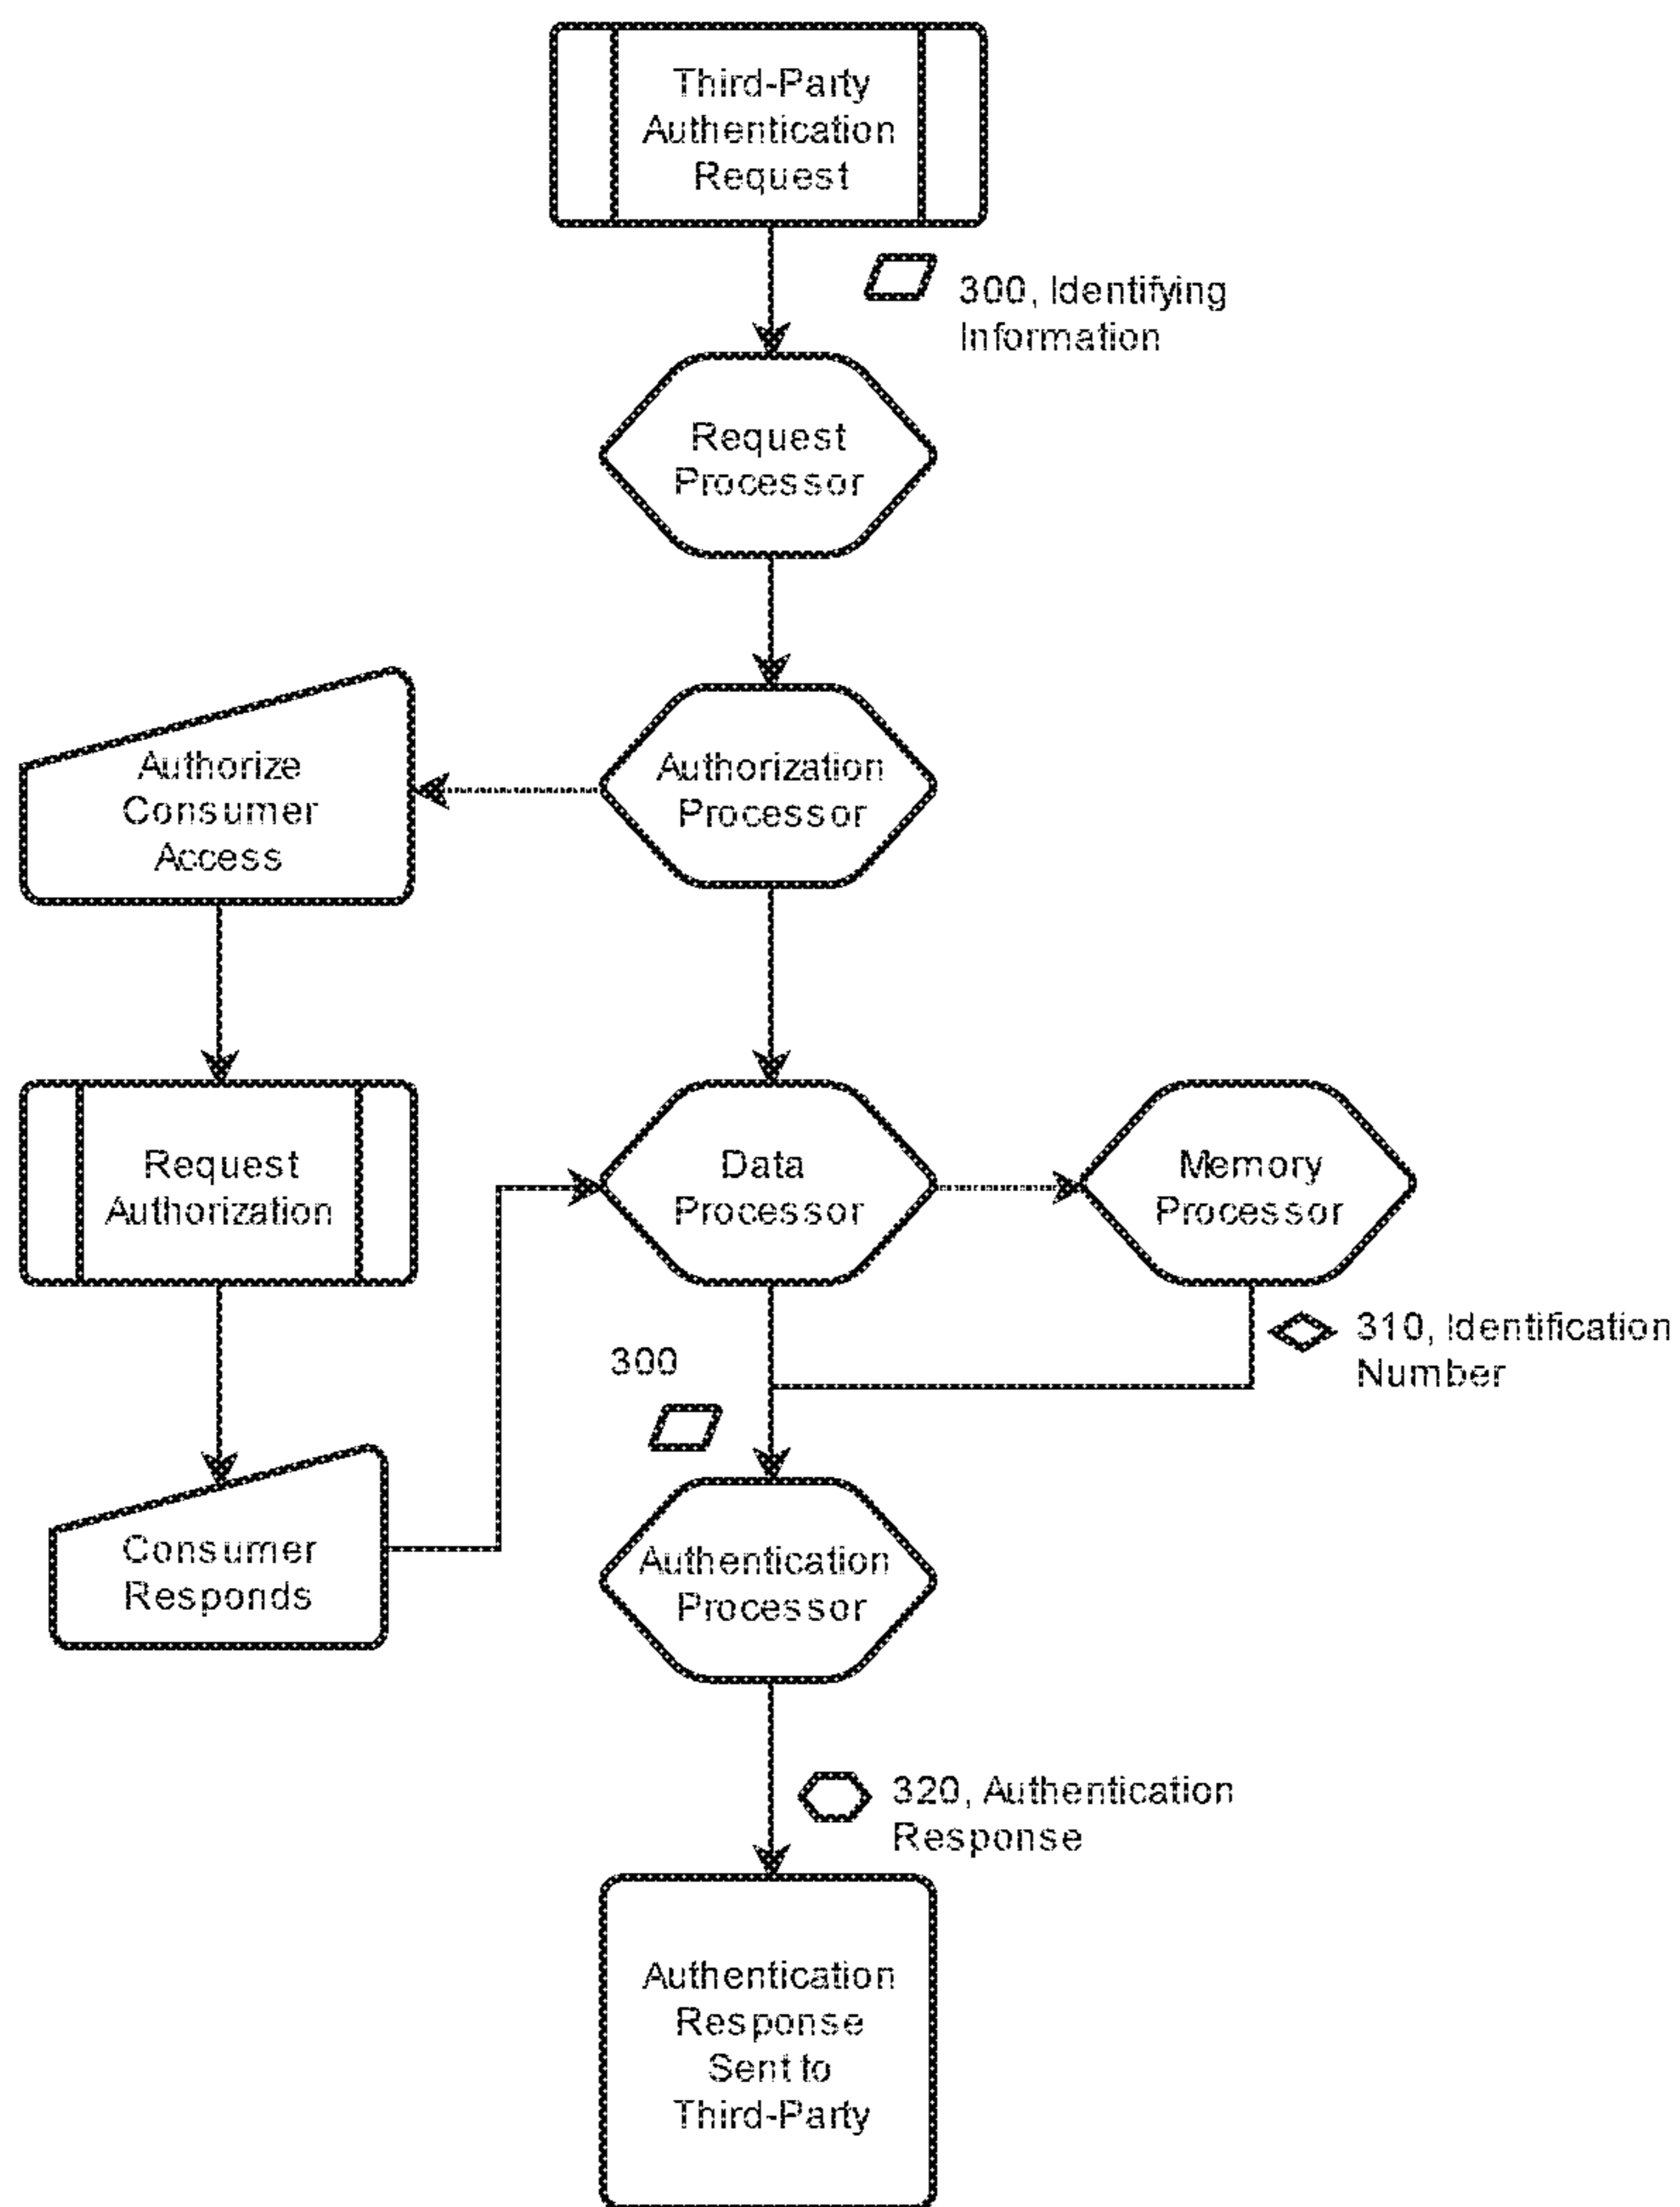 Third-Party
Authentication
Request
300, Identifying
Information
Request
Processor
Authorize
Consumer
Access
Authorization
Processor
Request
Authorization
Data
Processor
Memory
Processor
310, Identification
Number
300
Consumer
Responds
Authentication
Processor
320, Authentication
Response
Authentication
Response
Sent to
Third-Party